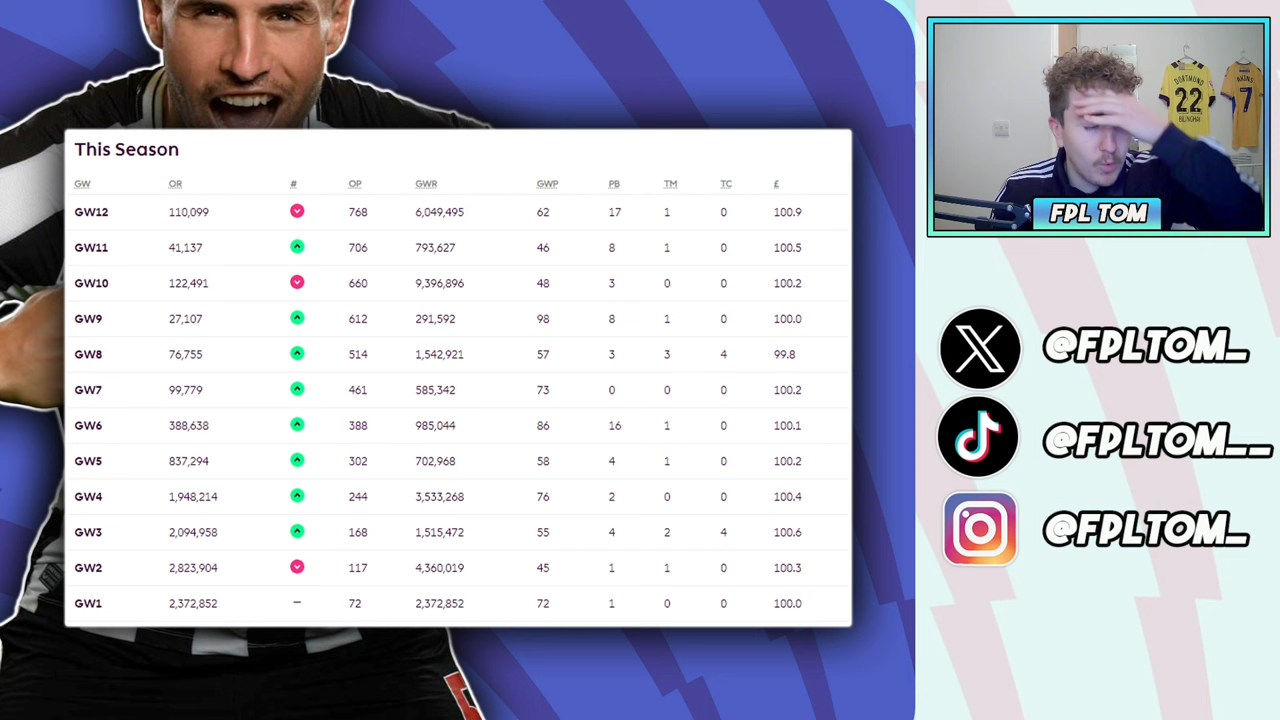 This Season
GW OR # OP GWR GWP PB TM TC £
GW12 110,099 768 6,049,495 62 17 1 0 100.9
GW11 41,137 706 793,627 46 8 1 0 100.5
GW10 122,491 660 9,396,896 48 3 0 0 100.2
GW9 27,107 612 291,592 98 8 1 0 100.0
GW8 76,755 514 1,542,921 57 3 3 4 99.8
GW7 99,779 461 585,342 73 0 0 0 100.2
GW6 388,638 388 985,044 86 16 1 0 100.1
GW5 837,294 302 702,968 58 4 1 0 100.2
GW4 1,948,214 244 3,533,268 76 2 0 0 100.4
GW3 2,094,958 168 1,515,472 55 4 2 4 100.6
GW2 2,823,904 117 4,360,019 45 1 1 0 100.3
GW1 2,372,852 – 72 2,372,852 72 1 0 0 100.0
DORTMUND
22
AKINS
7
FPL TOM
@FPLTOM_
@FPLTOM__
@FPLTOM_